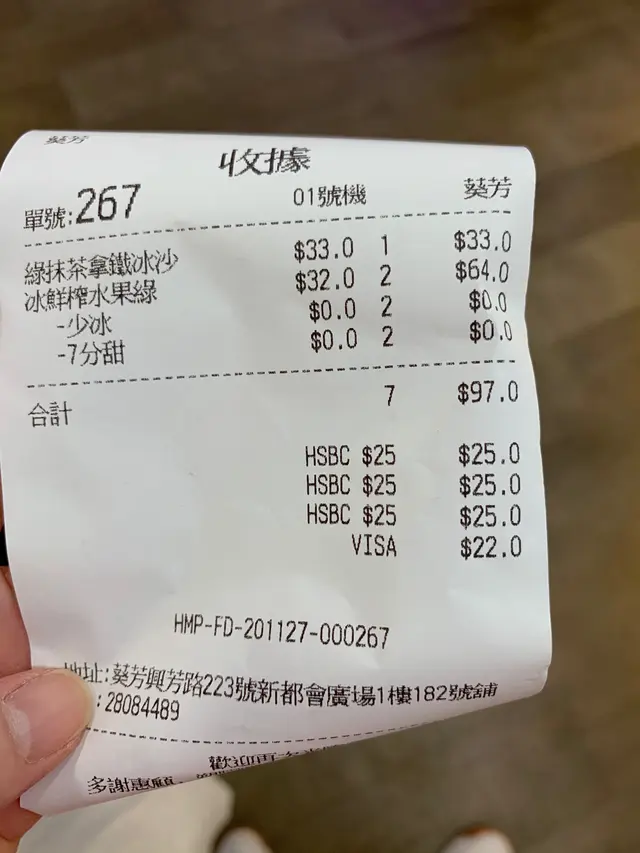 葵芳
收據
單號:267 01號機 葵芳
綠抹茶拿鐵冰沙 $33.0 1 $33.0
冰鮮榨水果綠 $32.0 2 $64.0
-少冰 $0.0 2 $0.0
-7分甜 $0.0 2 $0.0
合計 7 $97.0
HSBC $25 $25.0
HSBC $25 $25.0
HSBC $25 $25.0
VISA $22.0
HMP-FD-201127-000267
地址:葵芳興芳路223號新都會廣場1樓182號舖
:28084489
多謝惠顧 歡迎再次